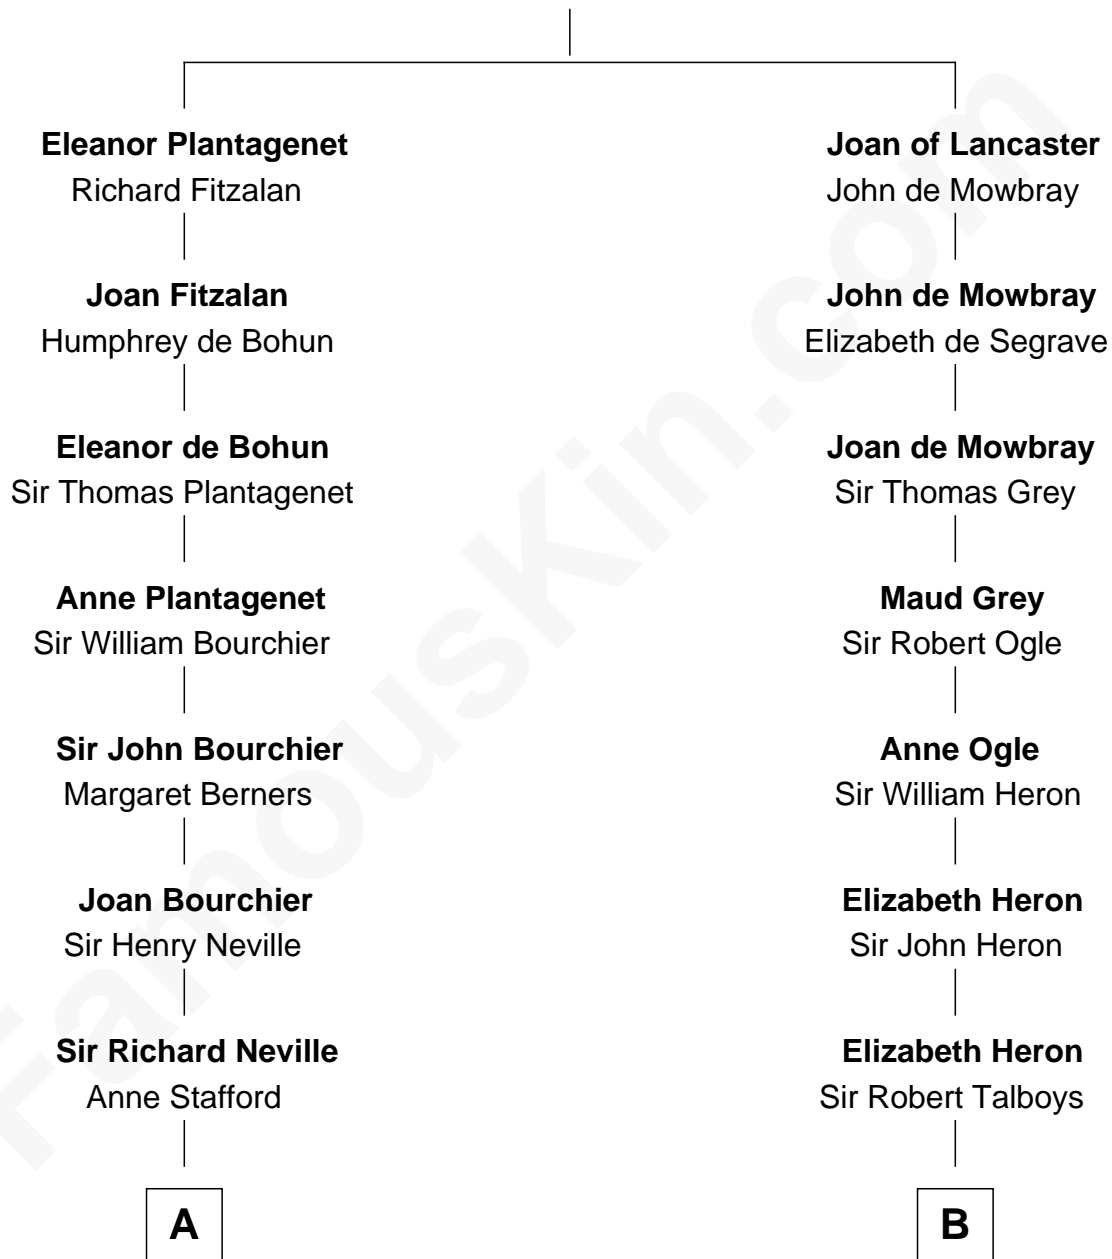 Eleanor Plantagenet
Richard Fitzalan
Joan Fitzalan
Humphrey de Bohun
Eleanor de Bohun
Sir Thomas Plantagenet
Anne Plantagenet
Sir William Bourchier
Sir John Bourchier
Margaret Berners
Joan Bourchier
Sir Henry Neville
Sir Richard Neville
Anne Stafford
A
Joan of Lancaster
John de Mowbray
John de Mowbray
Elizabeth de Segrave
Joan de Mowbray
Sir Thomas Grey
Maud Grey
Sir Robert Ogle
Anne Ogle
Sir William Heron
Elizabeth Heron
Sir John Heron
Elizabeth Heron
Sir Robert Talboys
B
FamousKin.com